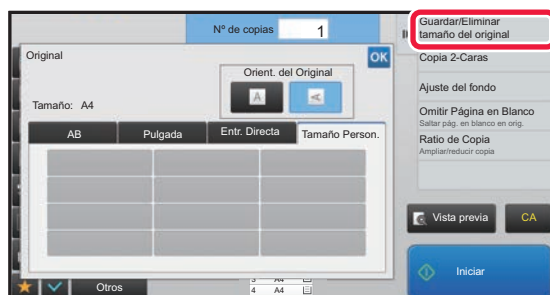 Nº de copias
1
Guardar/Eliminar
tamaño del original
Original
OK
Orient. del Original
A
A
Tamaño: A4
AB
Pulgada
Entr. Directa
Tamaño Person.
Copia 2-Caras
Ajuste del fondo
Omitir Página en Blanco
Saltar pág. en blanco en orig.
Ratio de Copia
Ampliar/reducir copia
Vista previa
CA
Otros
3 A4
4 A4
Iniciar